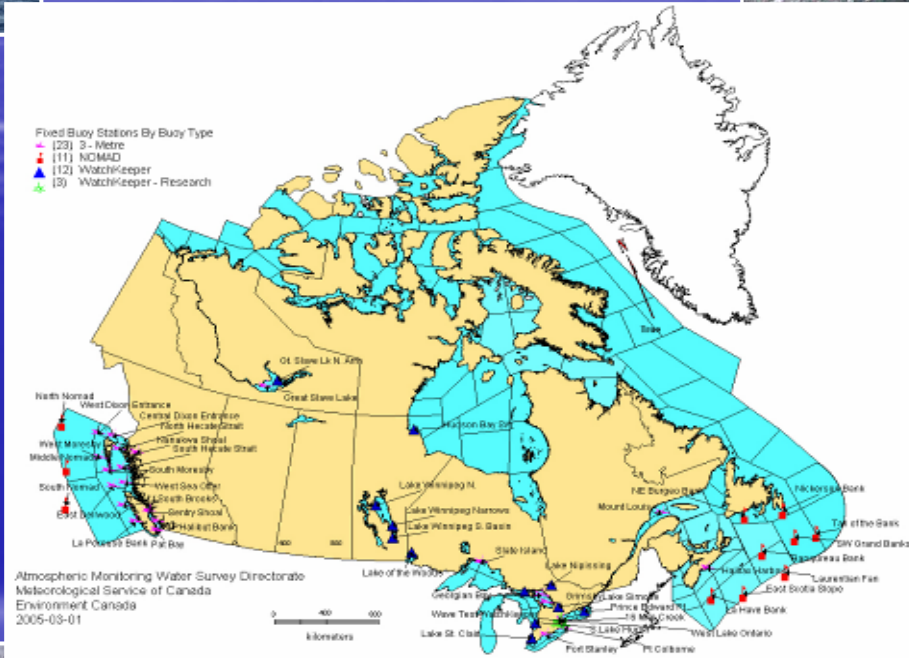 Fixed Buoy Stations By Buoy Type
(23) 3 - Metre
(11) NOMAD
(12) WatchKeeper
(3) WatchKeeper - Research
Gt. Slave Lk N. Arm
Great Slave Lake
North Nomad
West Dixon Entrance
Central Dixon Entrance
North Hecate Strait
Nanakwa Shoal
South Hecate Strait
West Moresby
Middle Nomad
South Moresby
West Sea Otter
South Nomad
South Brooks
Sentry Shoal
East Dellwood
Halibut Bank
La Perouse Bank
Pat Bay
Hudson Bay
Lake Winnipeg N.
Lake Winnipeg Narrows
Lake Winnipeg S. Basin
Lake of the Woods
Slate Island
Lake Nipissing
Georgian Bay
Grimsby
Lake Simcoe
Prince Edward Pt
Wave Test WatchKeeper
S. Lake Huron
West Lake Ontario
Lake St. Clair
Port Stanley
Pt Colborne
NE Burgeo Bank
Mount Louis
Nickerson Bank
Tail of the Bank
SW Grand Banks
Banquereau Bank
Halifax Harbour
Laurentian Fan
East Scotia Slope
La Have Bank
Atmospheric Monitoring Water Survey Directorate
Meteorological Service of Canada
Environment Canada
2005-03-01
0 400 800
kilometers